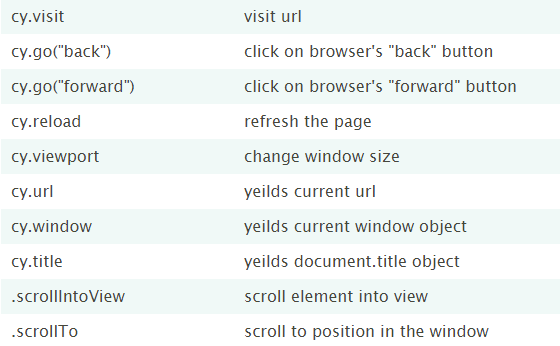 cy.visit visit url
cy.go("back") click on browser's "back" button
cy.go("forward") click on browser's "forward" button
cy.reload refresh the page
cy.viewport change window size
cy.url yeilds current url
cy.window yeilds current window object
cy.title yeilds document.title object
.scrollIntoView scroll element into view
.scrollTo scroll to position in the window